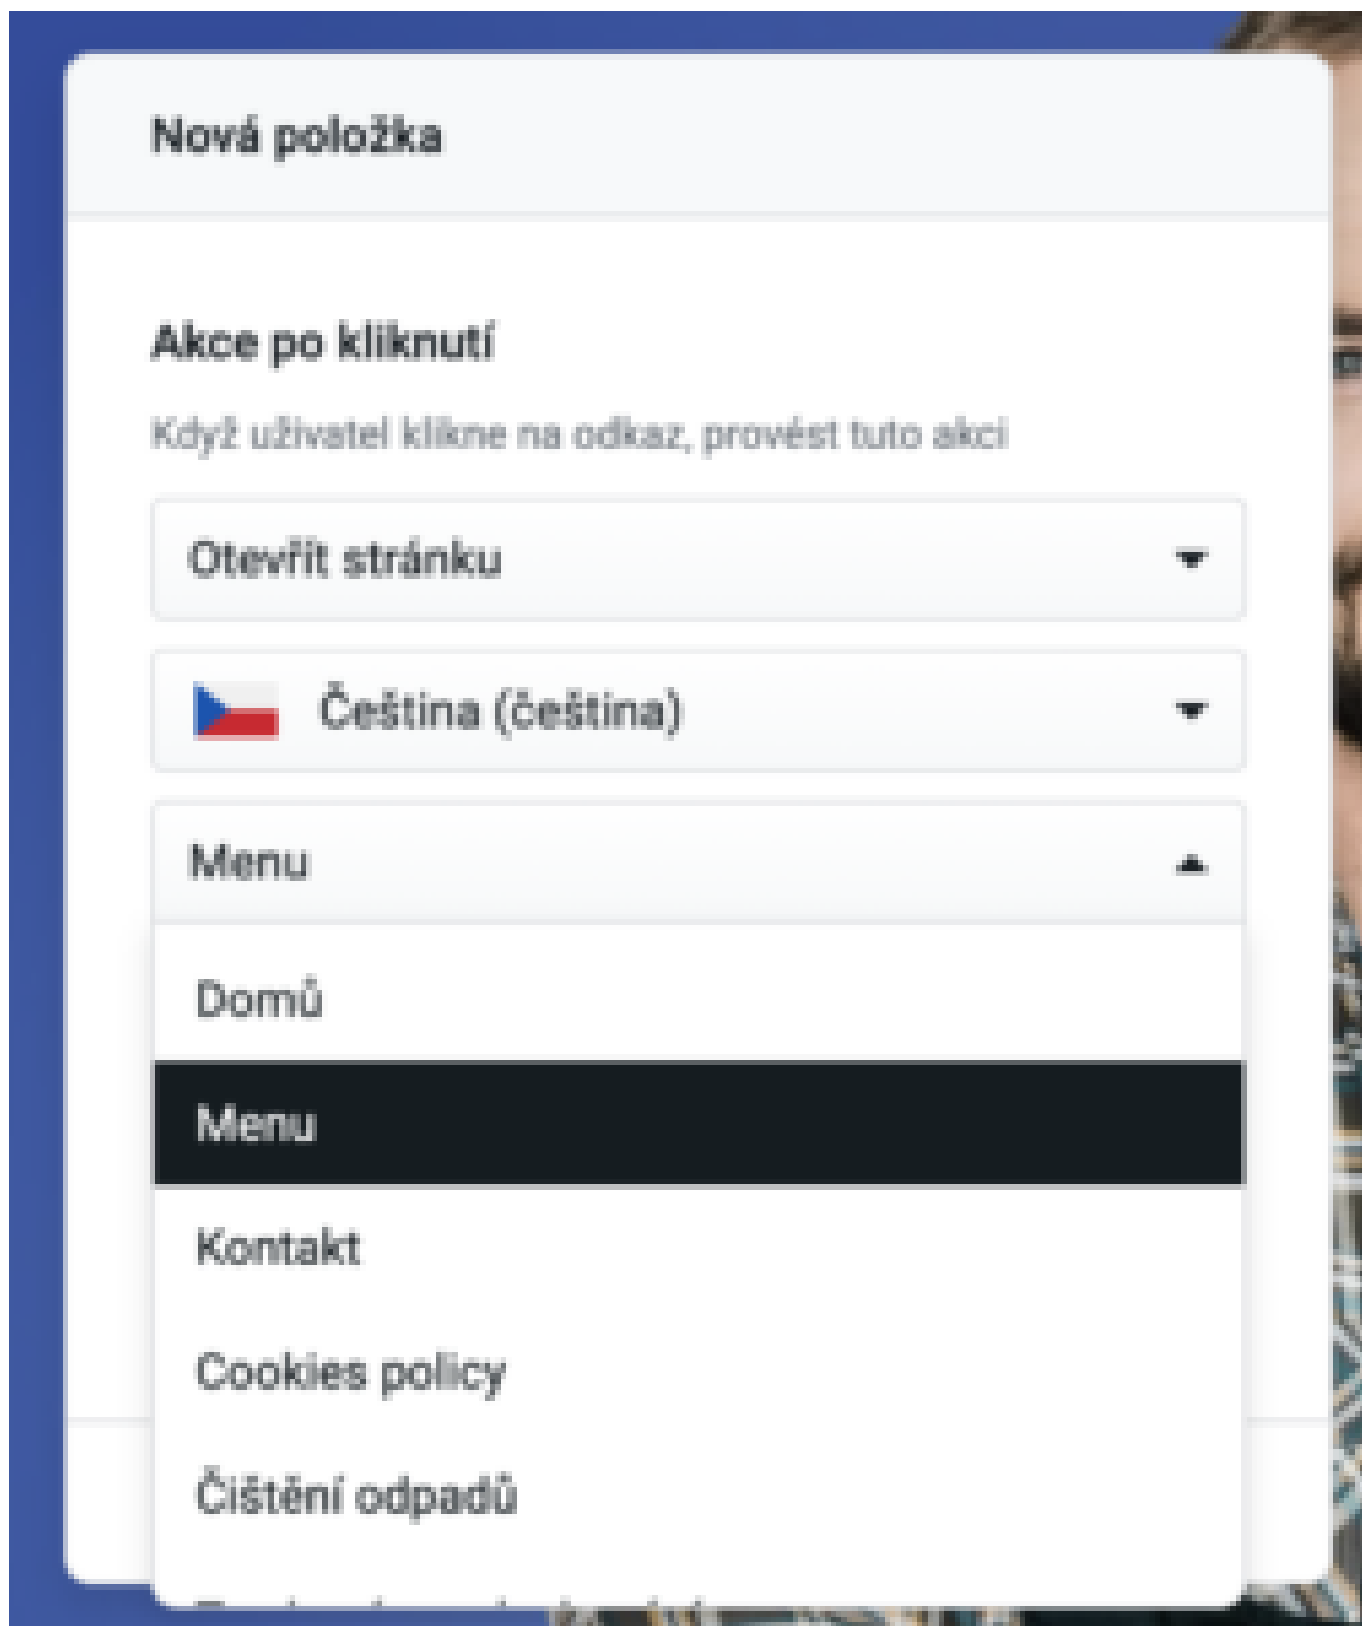 Nová položka
Akce po kliknutí
Když uživatel klikne na odkaz, provést tuto akci
Otevřít stránku
Čeština (čeština)
Menu
Domů
Menu
Kontakt
Cookies policy
Čištění odpadů